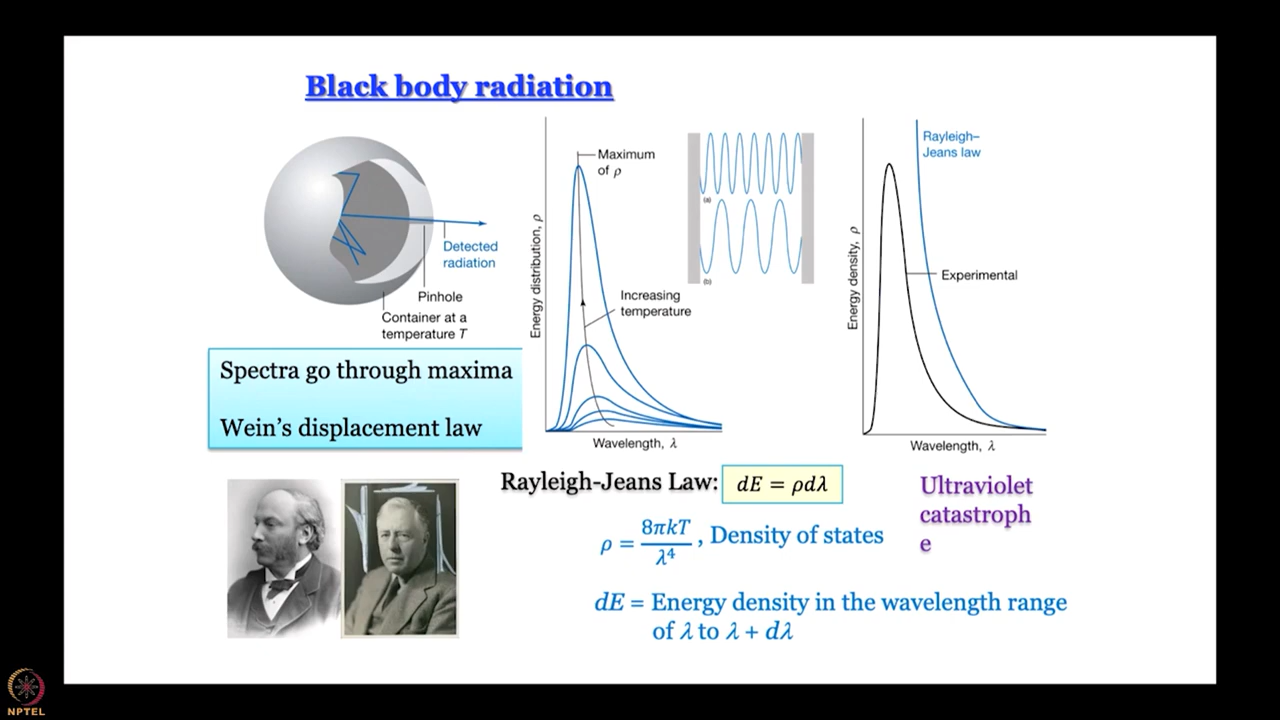 Black body radiation
Detected
radiation
Pinhole
Container at a
temperature T
Maximum
of ρ
Energy distribution, ρ
Increasing
temperature
Wavelength, λ
(a)
(b)
Rayleigh–
Jeans law
Energy density, ρ
Experimental
Wavelength, λ
Spectra go through maxima
Wein's displacement law
Rayleigh-Jeans Law: dE = ρdλ
ρ = 8πkT/λ⁴ , Density of states
Ultraviolet
catastroph
e
dE = Energy density in the wavelength range
of λ to λ + dλ
NPTEL